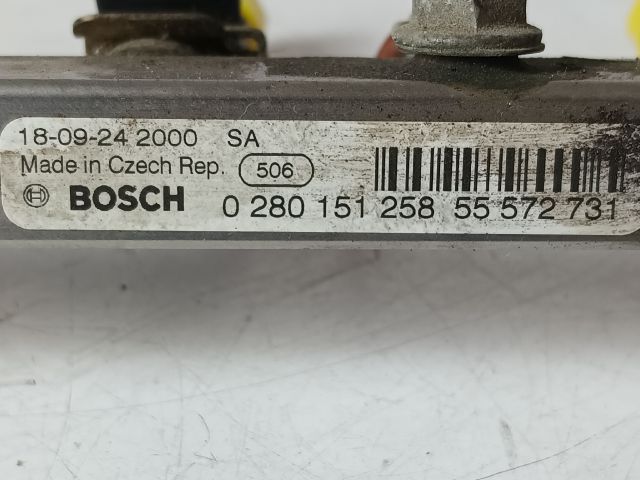 18-09-24 2000 SA
Made in Czech Rep. 506
BOSCH 0 280 151 258 55 572 731